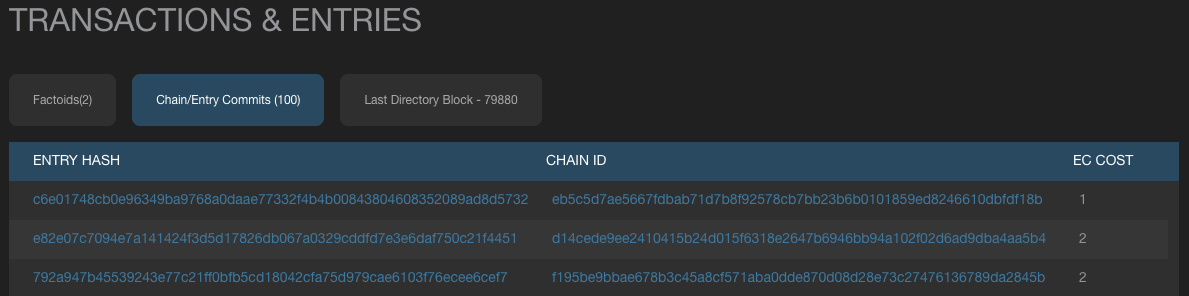 TRANSACTIONS & ENTRIES
Factoids(2) Chain/Entry Commits (100) Last Directory Block - 79880
ENTRY HASH CHAIN ID EC COST
c6e01748cb0e96349ba9768a0daae77332f4b4b00843804608352089ad8d5732 eb5c5d7ae5667fdbab71d7b8f92578cb7bb23b6b0101859ed8246610dbfdf18b 1
e82e07c7094e7a141424f3d5d17826db067a0329cddfd7e3e6daf750c21f4451 d14cede9ee2410415b24d015f6318e2647b6946bb94a102f02d6ad9dba4aa5b4 2
792a947b45539243e77c21ff0bfb5cd18042cfa75d979cae6103f76ecee6cef7 f195be9bbae678b3c45a8cf571aba0dde870d08d28e73c27476136789da2845b 2